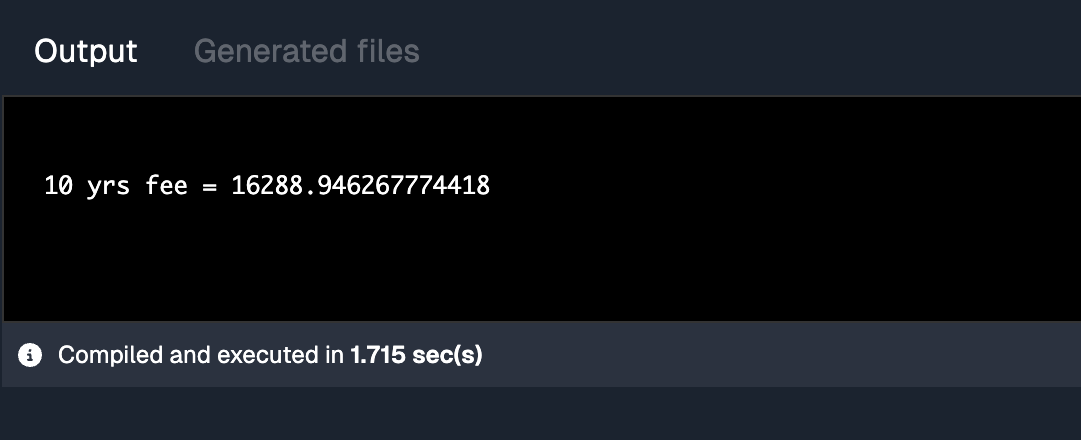 Output Generated files
10 yrs fee = 16288.946267774418
Compiled and executed in 1.715 sec(s)